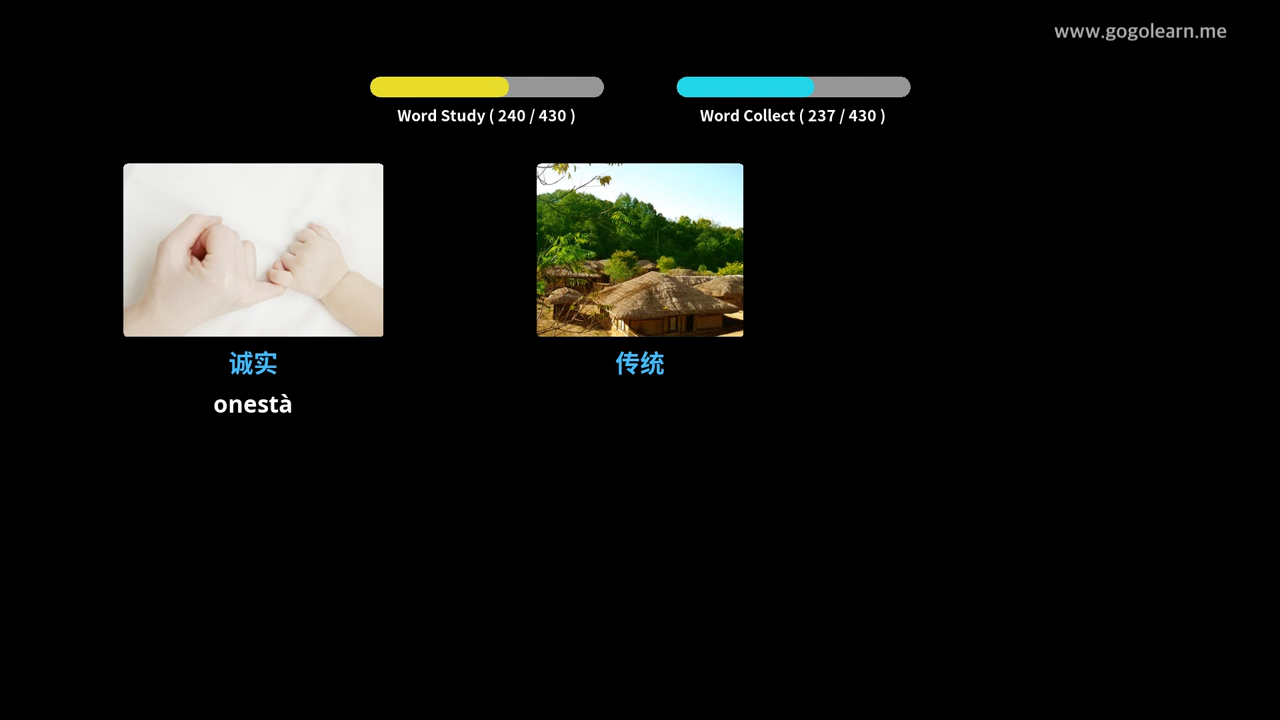 www.gogolearn.me
Word Study ( 240 / 430 )
Word Collect ( 237 / 430 )
诚实
传统
onestà